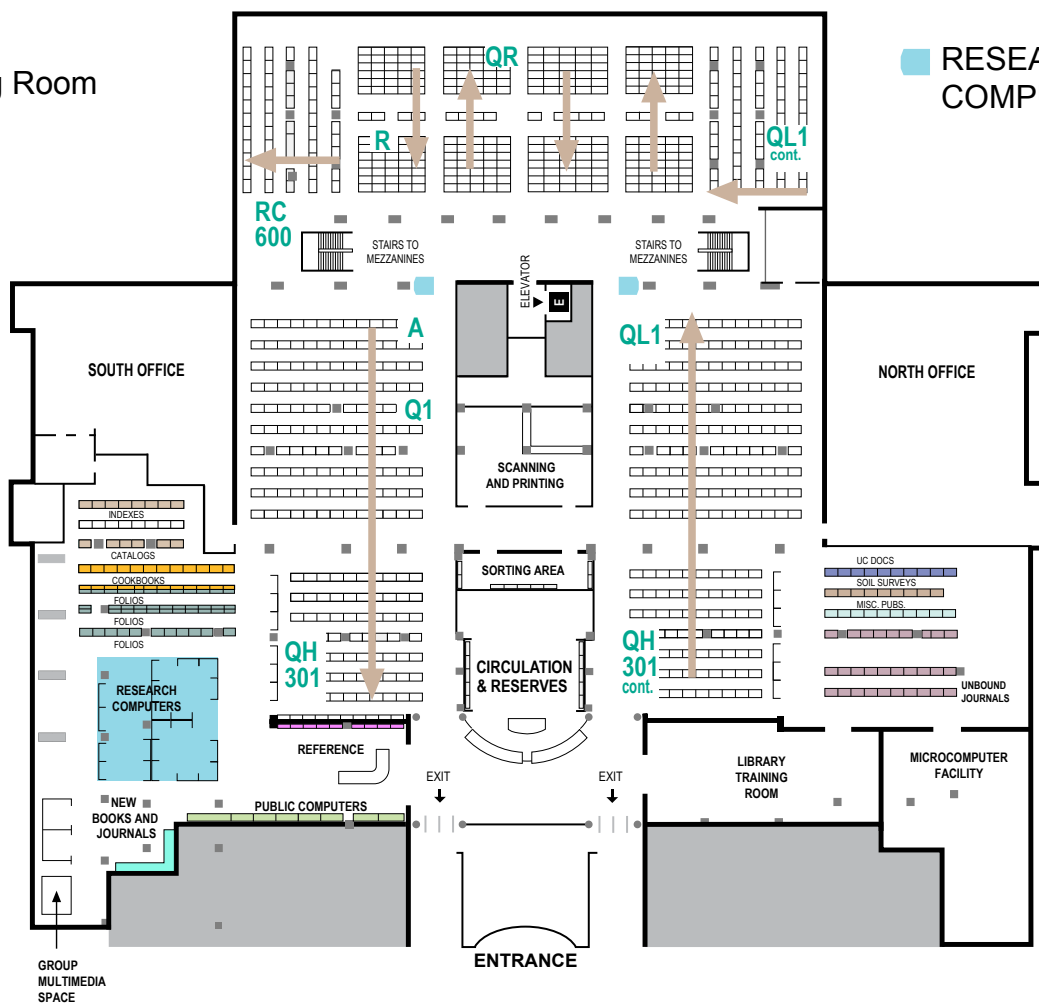 g Room
RESEA
COMP
QR
R
QL1
cont.
RC
600
STAIRS TO
MEZZANINES
ELEVATOR
E
STAIRS TO
MEZZANINES
A
QL1
SOUTH OFFICE
NORTH OFFICE
Q1
SCANNING
AND PRINTING
INDEXES
CATALOGS
COOKBOOKS
FOLIOS
FOLIOS
FOLIOS
SORTING AREA
UC DOCS
SOIL SURVEYS
MISC. PUBS.
QH
301
CIRCULATION
& RESERVES
QH
301
cont.
UNBOUND
JOURNALS
RESEARCH
COMPUTERS
REFERENCE
LIBRARY
TRAINING
ROOM
MICROCOMPUTER
FACILITY
EXIT
EXIT
NEW
BOOKS AND
JOURNALS
PUBLIC COMPUTERS
ENTRANCE
GROUP
MULTIMEDIA
SPACE